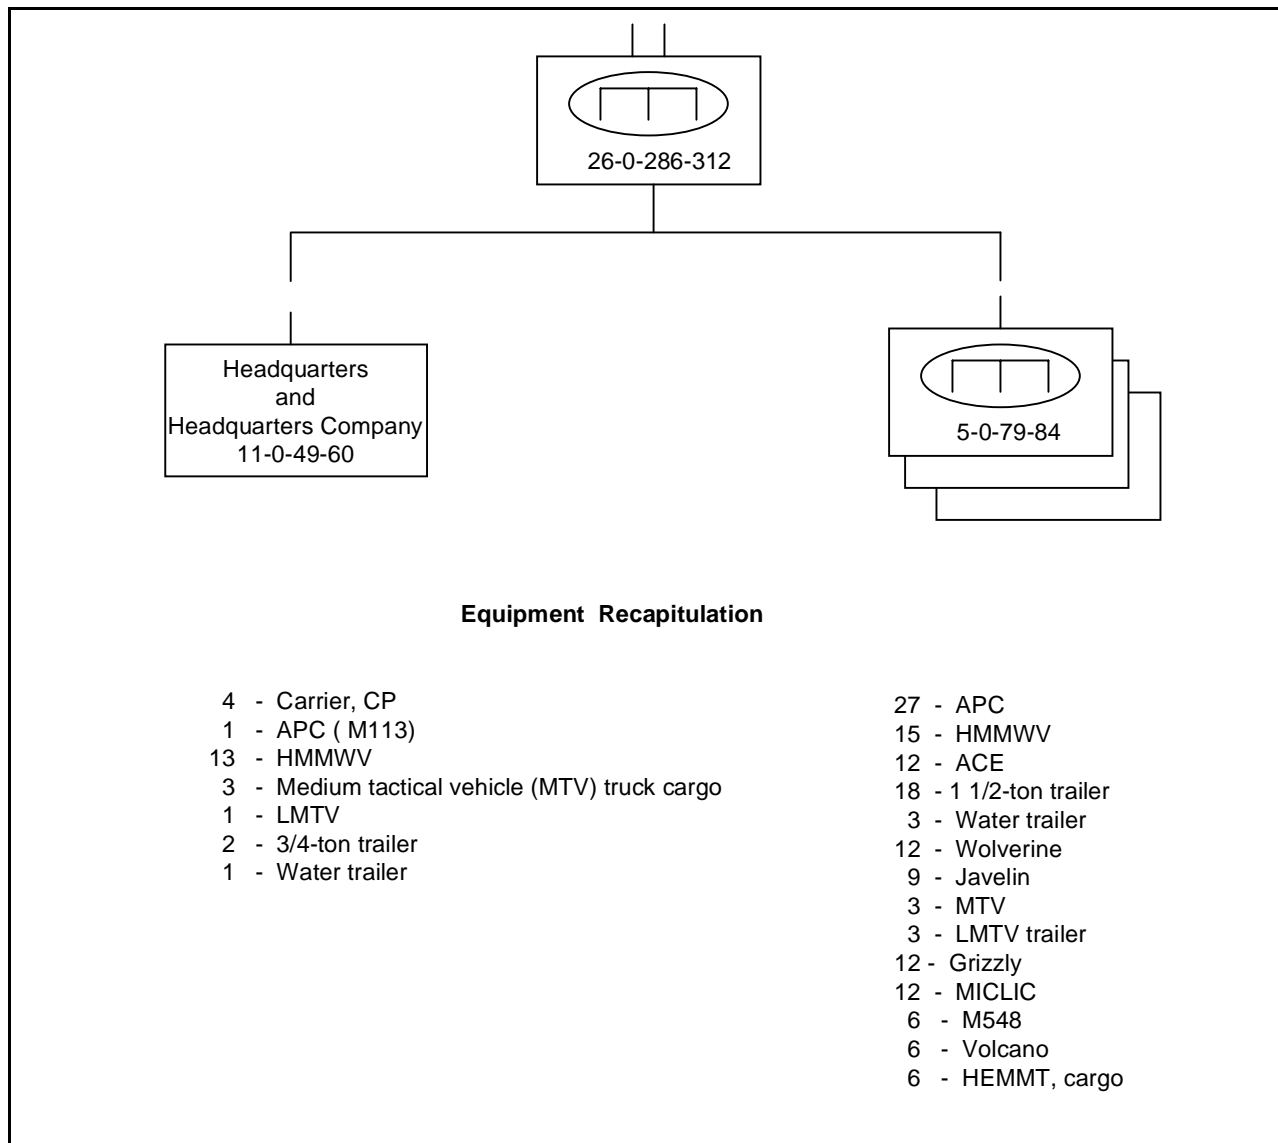 26-0-286-312
Headquarters
and
Headquarters Company
11-0-49-60
5-0-79-84
Equipment Recapitulation
4 - Carrier, CP
1 - APC ( M113)
13 - HMMWV
3 - Medium tactical vehicle (MTV) truck cargo
1 - LMTV
2 - 3/4-ton trailer
1 - Water trailer
27 - APC
15 - HMMWV
12 - ACE
18 - 1 1/2-ton trailer
3 - Water trailer
12 - Wolverine
9 - Javelin
3 - MTV
3 - LMTV trailer
12 - Grizzly
12 - MICLIC
6 - M548
6 - Volcano
6 - HEMMT, cargo